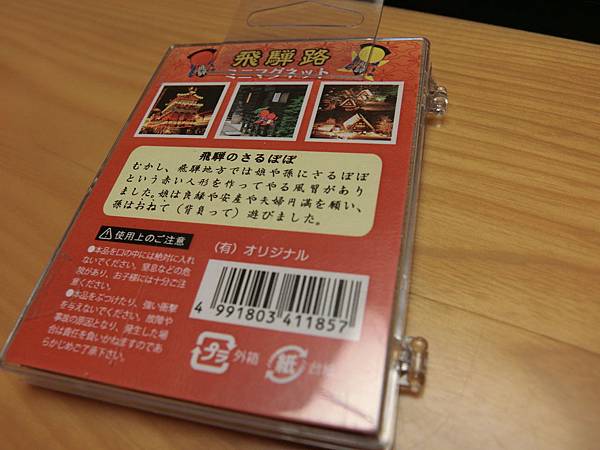 飛騨路
ミニマグネット
飛騨のさるぼぼ
むかし、飛騨地方では娘や孫にさるぼぼ
という赤い人形を作ってやる風習があり
ました。娘は良縁や安産や夫婦円満を願い、
孫はおねて（背負って）遊びました。
使用上のご注意
●本品を口の中には絶対に入れ
ないでください。窒息などの危
険があり、お子様には十分ご注
意ください。
●本品をぶつけたり、強い衝撃
を与えないでください。故障や
事故の原因となり、発生した場
合は責任を負いかねますのであ
らかじめご了承下さい。
（有）オリジナル
4 991803 411857
プラ 外箱
紙 台紙